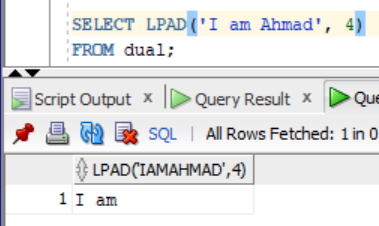 SELECT LPAD('I am Ahmad', 4)
FROM dual;
Script Output x Query Result x Que
SQL | All Rows Fetched: 1 in 0
LPAD('IAMAHMAD',4)
1 I am